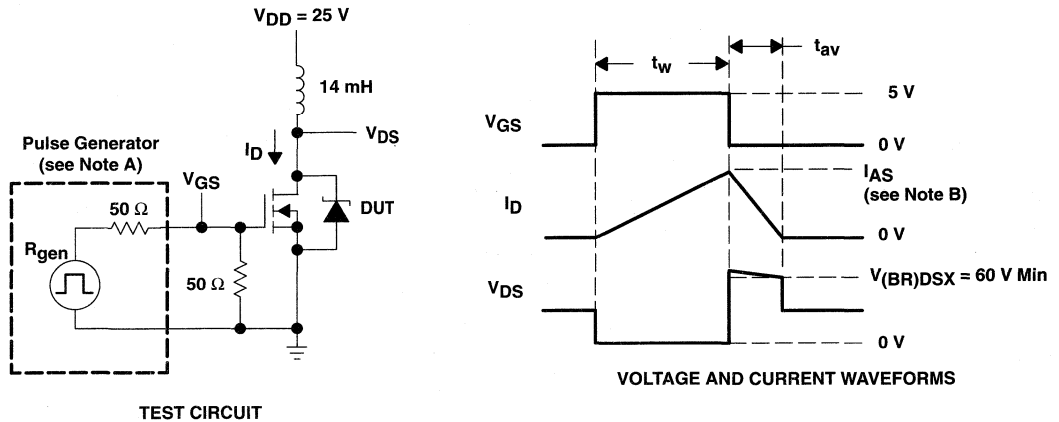 VDD = 25 V
14 mH
VDS
ID
Pulse Generator
(see Note A)
VGS
50 Ω
Rgen
50 Ω
DUT
TEST CIRCUIT
tw
tav
VGS
5 V
0 V
ID
IAS
(see Note B)
0 V
VDS
V(BR)DSX = 60 V Min
0 V
VOLTAGE AND CURRENT WAVEFORMS